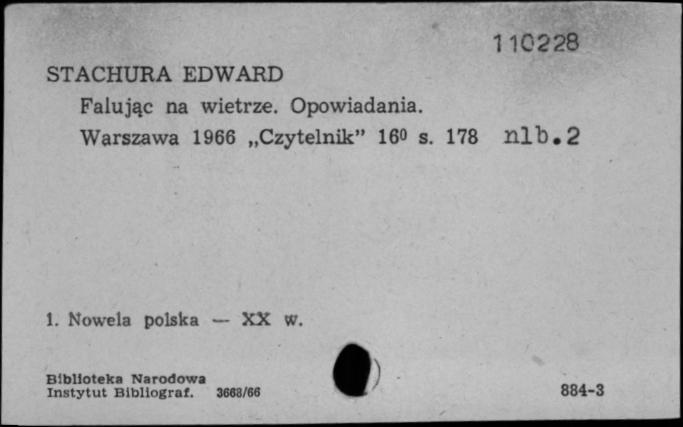 110228
STACHURA EDWARD
Falując na wietrze. Opowiadania.
Warszawa 1966 „Czytelnik” 16⁰ s. 178 nlb.2
1. Nowela polska — XX w.
Biblioteka Narodowa
Instytut Bibliograf. 3668/66
884-3